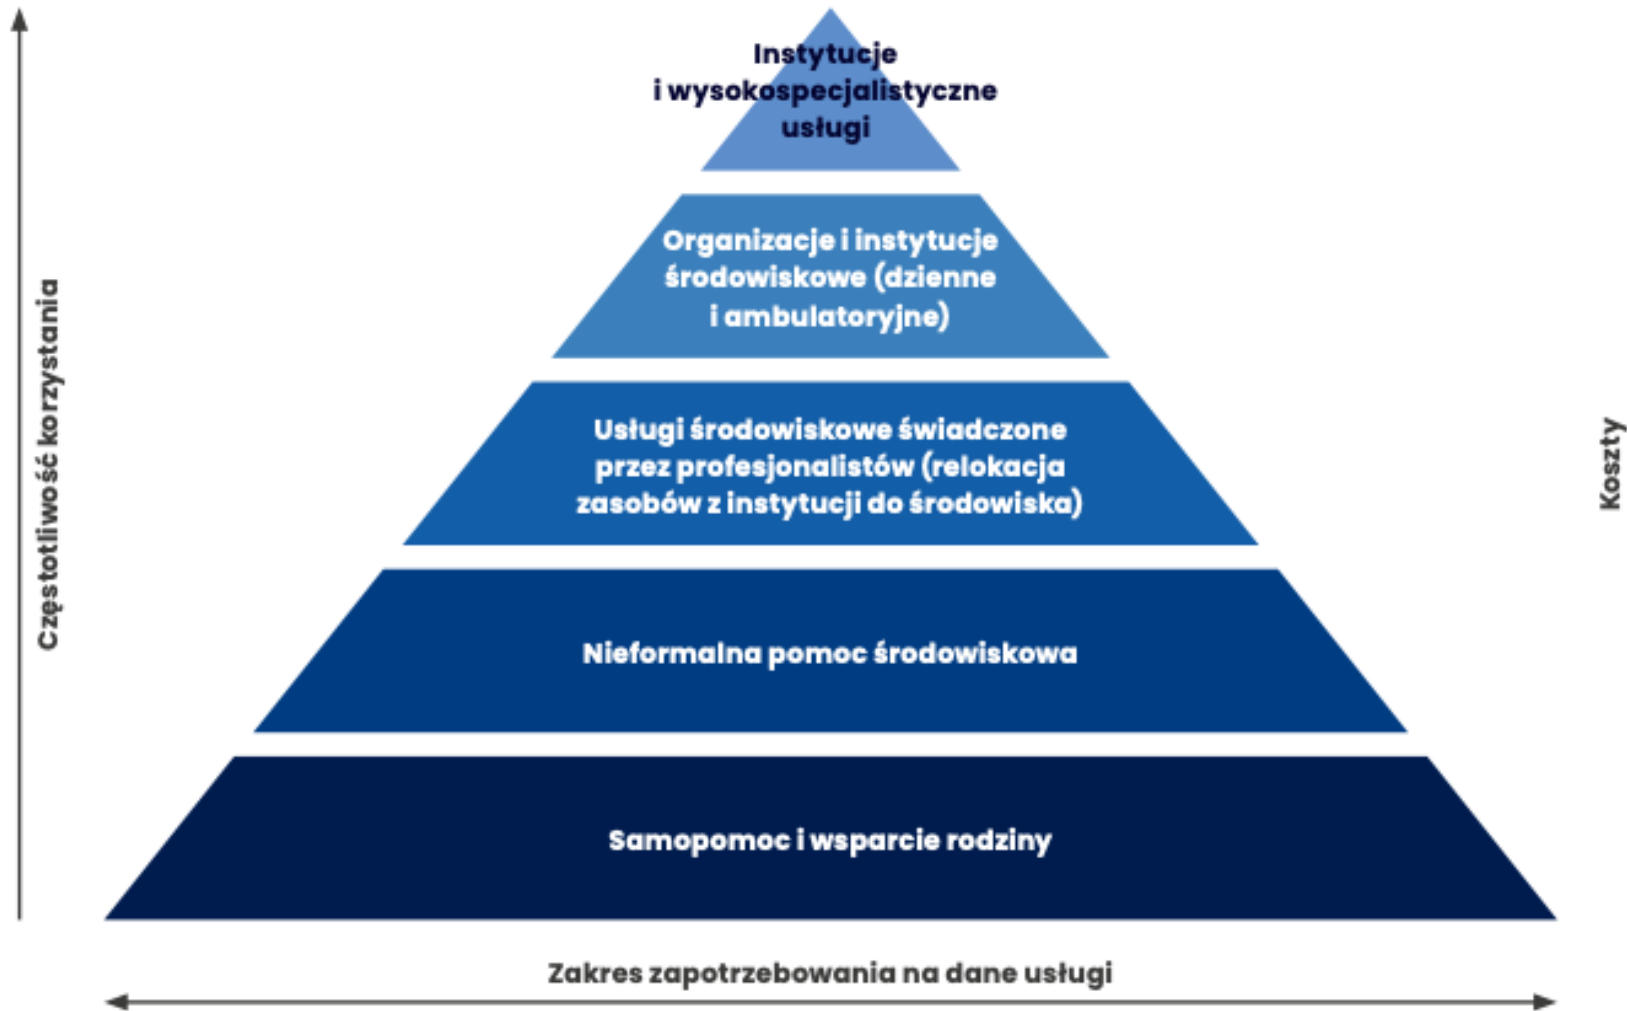 Instytucje
i wysokospecjalistyczne
usługi
Organizacje i instytucje
środowiskowe (dzienne
i ambulatoryjne)
Usługi środowiskowe świadczone
przez profesjonalistów (relokacja
zasobów z instytucji do środowiska)
Nieformalna pomoc środowiskowa
Samopomoc i wsparcie rodziny
Częstotliwość korzystania
Koszty
Zakres zapotrzebowania na dane usługi